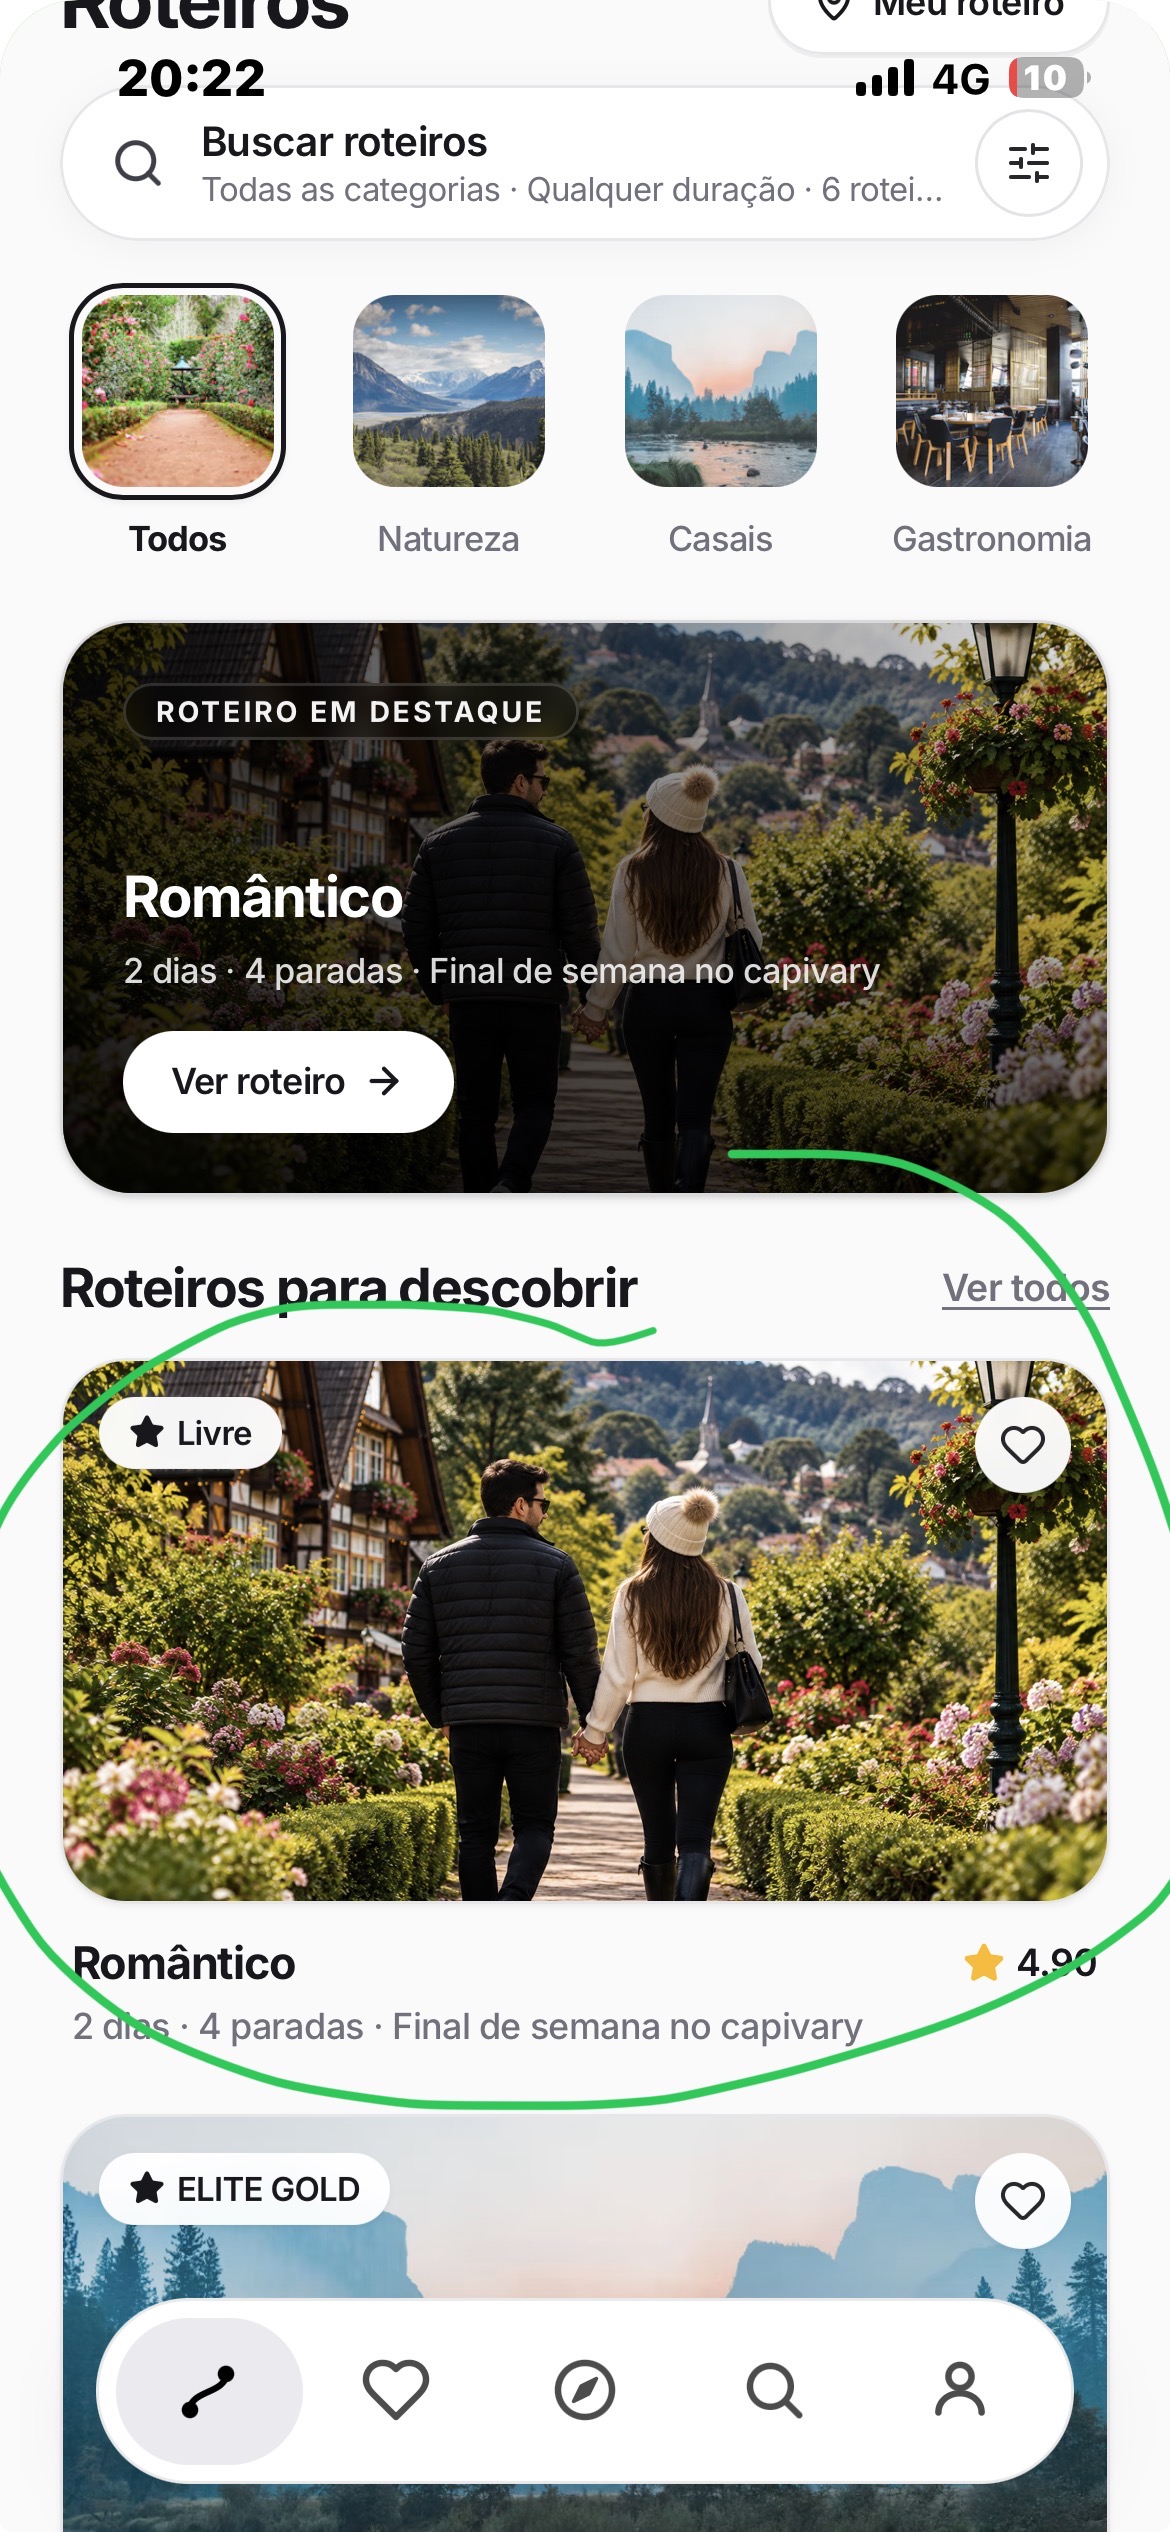 Roteiros
Meu roteiro
20:22
4G 10
Buscar roteiros
Todas as categorias · Qualquer duração · 6 rotei...
Todos
Natureza
Casais
Gastronomia
ROTEIRO EM DESTAQUE
Romântico
2 dias · 4 paradas · Final de semana no capivary
Ver roteiro →
Roteiros para descobrir
Ver todos
Livre
Romântico
4.90
2 dias · 4 paradas · Final de semana no capivary
ELITE GOLD